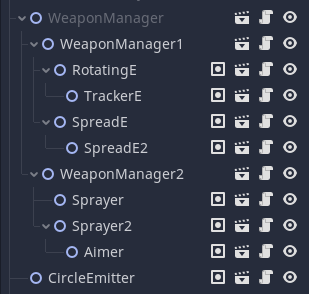 WeaponManager
WeaponManager1
RotatingE
TrackerE
SpreadE
SpreadE2
WeaponManager2
Sprayer
Sprayer2
Aimer
CircleEmitter